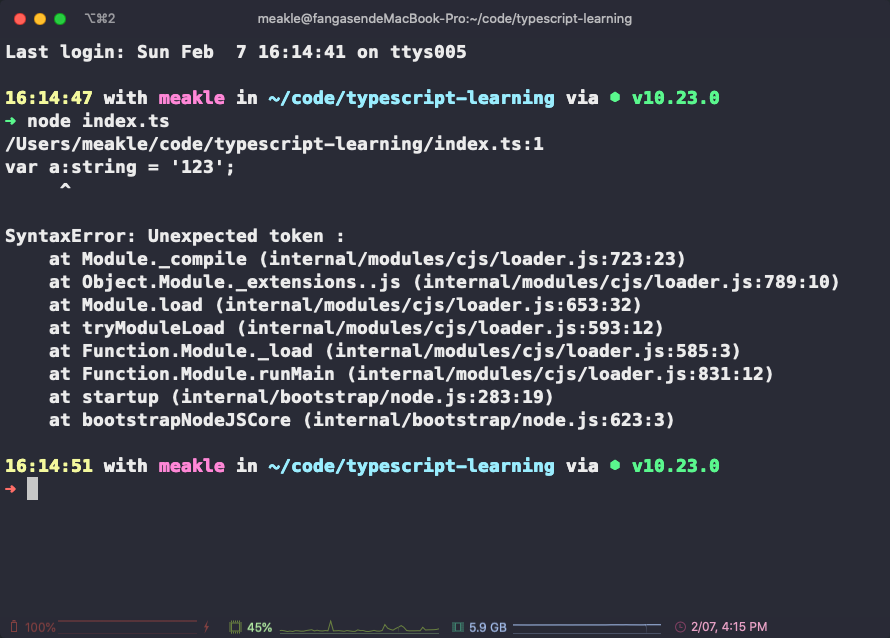 ⌥⌘2 meakle@fangasendeMacBook-Pro:~/code/typescript-learning
Last login: Sun Feb  7 16:14:41 on ttys005
16:14:47 with meakle in ~/code/typescript-learning via ⬢ v10.23.0
➜ node index.ts
/Users/meakle/code/typescript-learning/index.ts:1
var a:string = '123';
     ^
SyntaxError: Unexpected token :
    at Module._compile (internal/modules/cjs/loader.js:723:23)
    at Object.Module._extensions..js (internal/modules/cjs/loader.js:789:10)
    at Module.load (internal/modules/cjs/loader.js:653:32)
    at tryModuleLoad (internal/modules/cjs/loader.js:593:12)
    at Function.Module._load (internal/modules/cjs/loader.js:585:3)
    at Function.Module.runMain (internal/modules/cjs/loader.js:831:12)
    at startup (internal/bootstrap/node.js:283:19)
    at bootstrapNodeJSCore (internal/bootstrap/node.js:623:3)
16:14:51 with meakle in ~/code/typescript-learning via ⬢ v10.23.0
➜
100% 45% 5.9 GB 2/07, 4:15 PM